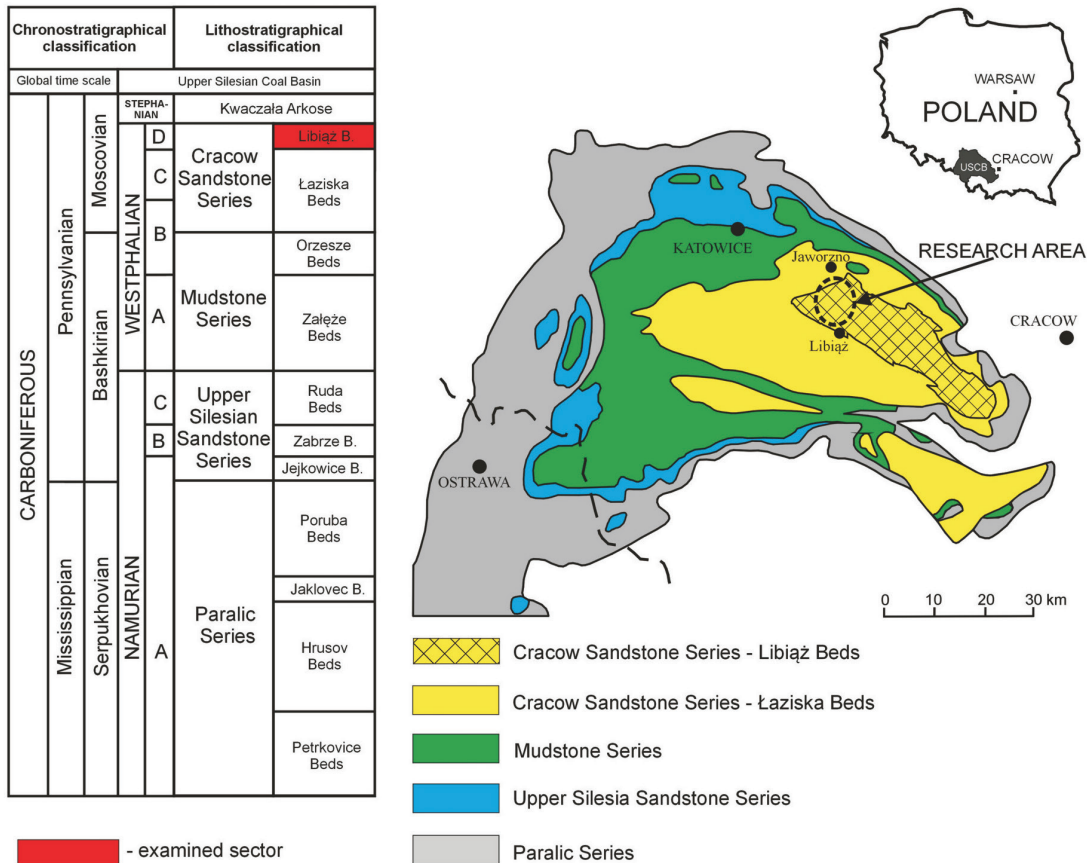 Chronostratigraphical
classification
Lithostratigraphical
classification
Global time scale
Upper Silesian Coal Basin
CARBONIFEROUS
Pennsylvanian
Mississippian
Moscovian
Bashkirian
Serpukhovian
STEPHA-
NIAN
WESTPHALIAN
NAMURIAN
D
C
B
A
C
B
A
Kwaczała Arkose
Cracow
Sandstone
Series
Mudstone
Series
Upper
Silesian
Sandstone
Series
Paralic
Series
Libiąż B.
Łaziska
Beds
Orzesze
Beds
Załęże
Beds
Ruda
Beds
Zabrze B.
Jejkowice B.
Poruba
Beds
Jaklovec B.
Hrusov
Beds
Petrkovice
Beds
- examined sector
WARSAW
POLAND
USCB
CRACOW
KATOWICE
Jaworzno
RESEARCH AREA
CRACOW
Libiąż
OSTRAWA
0 10 20 30 km
Cracow Sandstone Series - Libiąż Beds
Cracow Sandstone Series - Łaziska Beds
Mudstone Series
Upper Silesia Sandstone Series
Paralic Series